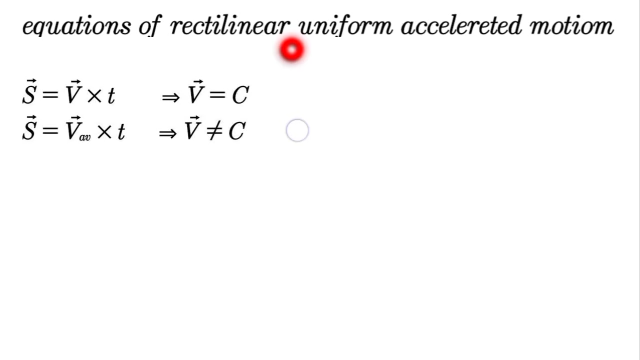 equations of rectilinear uniform accelereted motiom
S⃗ = V⃗ × t ⇒ V⃗ = C
S⃗ = V⃗ₐᵥ × t ⇒ V⃗ ≠ C